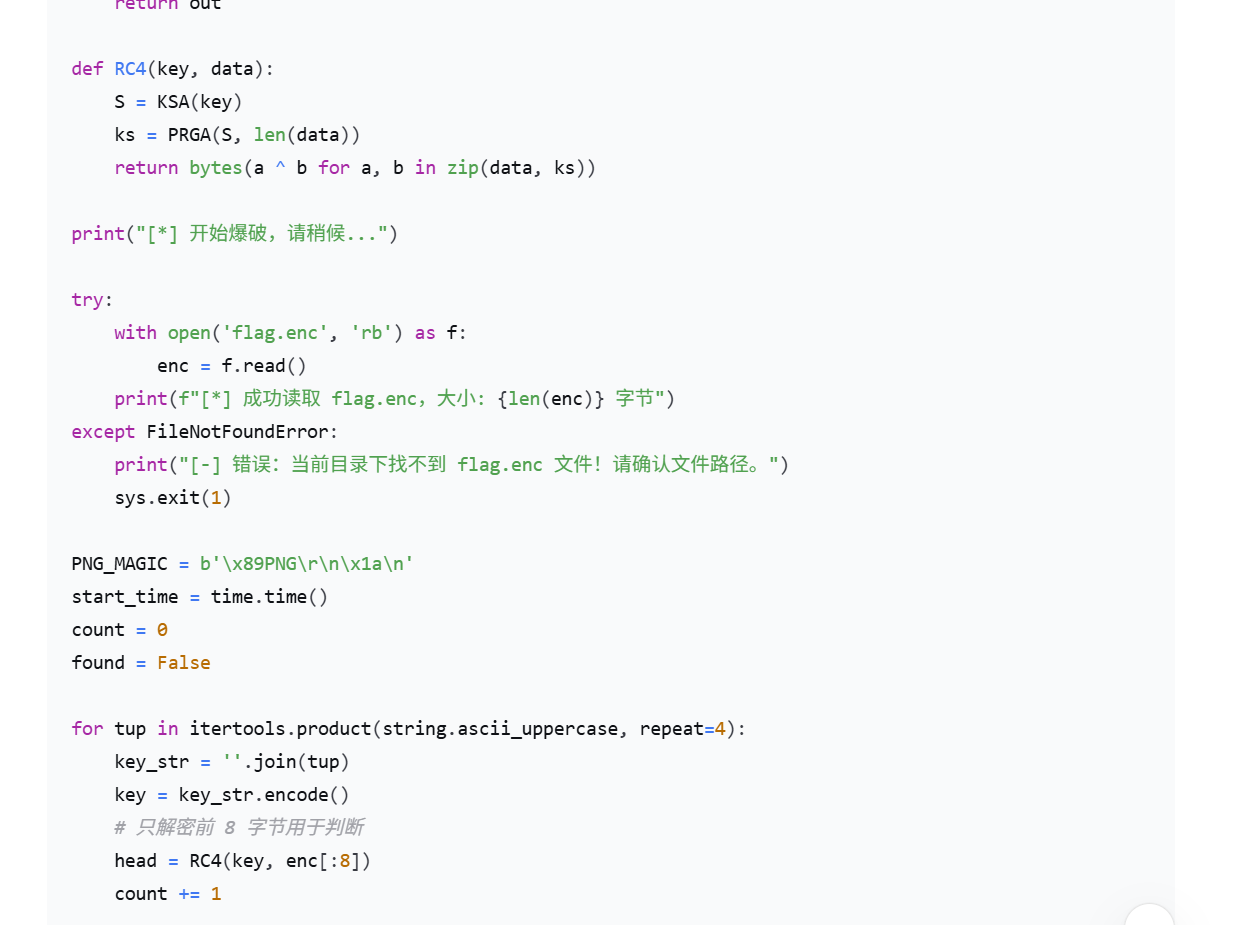 return out

def RC4(key, data):
    S = KSA(key)
    ks = PRGA(S, len(data))
    return bytes(a ^ b for a, b in zip(data, ks))

print("[*] 开始爆破，请稍候...")

try:
    with open('flag.enc', 'rb') as f:
        enc = f.read()
    print(f"[*] 成功读取 flag.enc，大小: {len(enc)} 字节")
except FileNotFoundError:
    print("[-] 错误：当前目录下找不到 flag.enc 文件！请确认文件路径。")
    sys.exit(1)

PNG_MAGIC = b'\x89PNG\r\n\x1a\n'
start_time = time.time()
count = 0
found = False

for tup in itertools.product(string.ascii_uppercase, repeat=4):
    key_str = ''.join(tup)
    key = key_str.encode()
    # 只解密前 8 字节用于判断
    head = RC4(key, enc[:8])
    count += 1